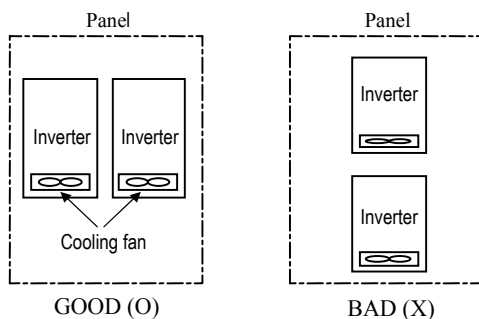 Panel
Inverter Inverter
Cooling fan
GOOD (O)
Panel
Inverter
Inverter
BAD (X)